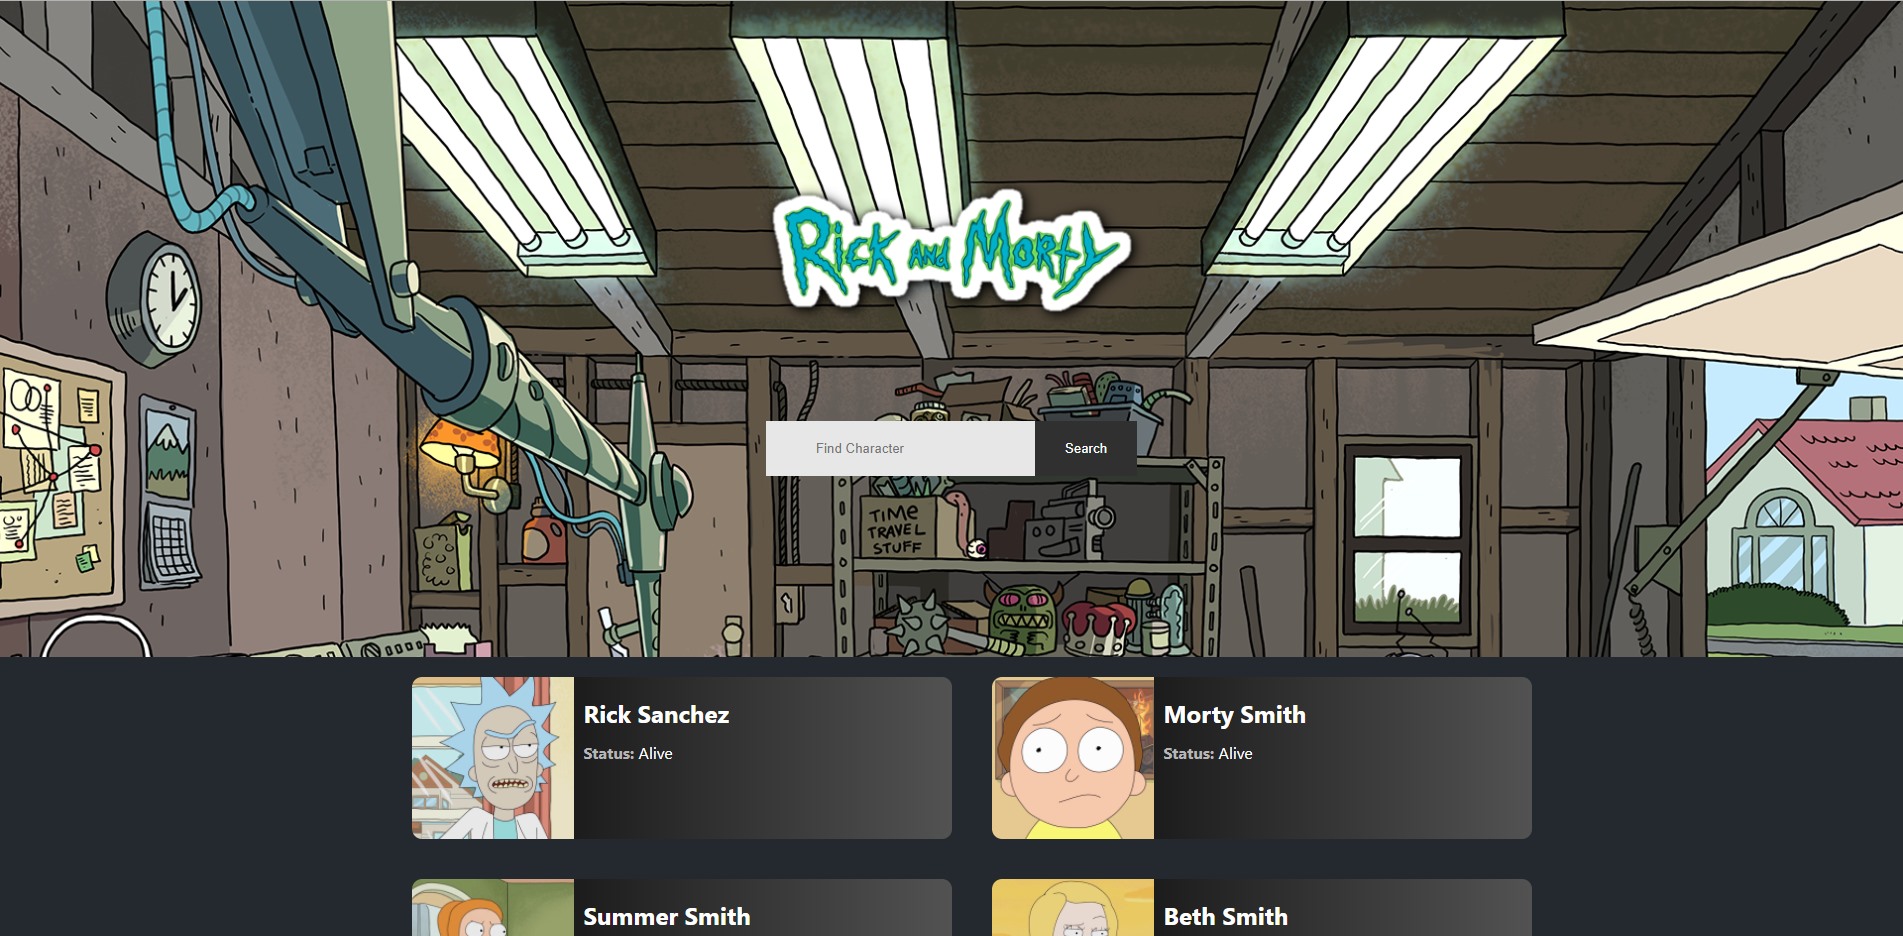 Rick and Morty
Find Character
Search
TIME
TRAVEL
STUFF
Rick Sanchez
Status: Alive
Morty Smith
Status: Alive
Summer Smith
Beth Smith